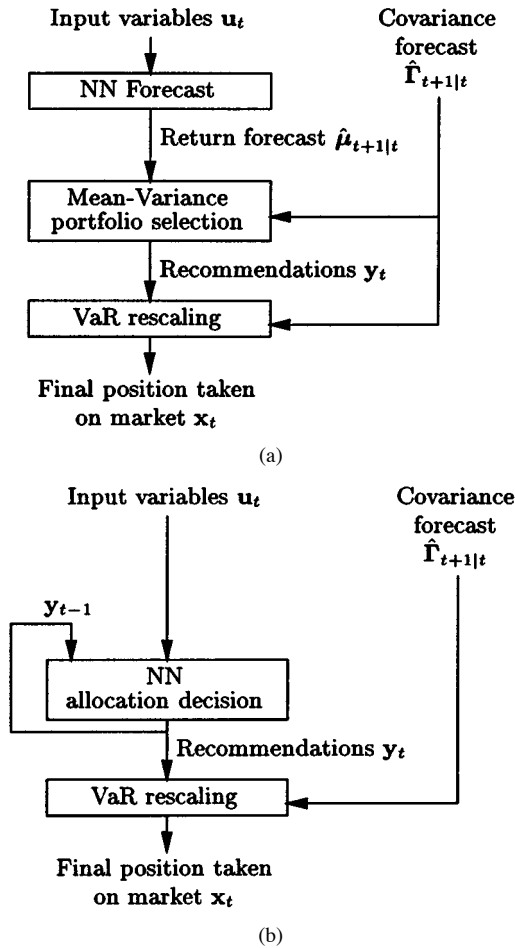 Input variables u_t
Covariance
forecast
Γ̂_{t+1|t}
NN Forecast
Return forecast μ̂_{t+1|t}
Mean-Variance
portfolio selection
Recommendations y_t
VaR rescaling
Final position taken
on market x_t
(a)
Input variables u_t
Covariance
forecast
Γ̂_{t+1|t}
y_{t-1}
NN
allocation decision
Recommendations y_t
VaR rescaling
Final position taken
on market x_t
(b)